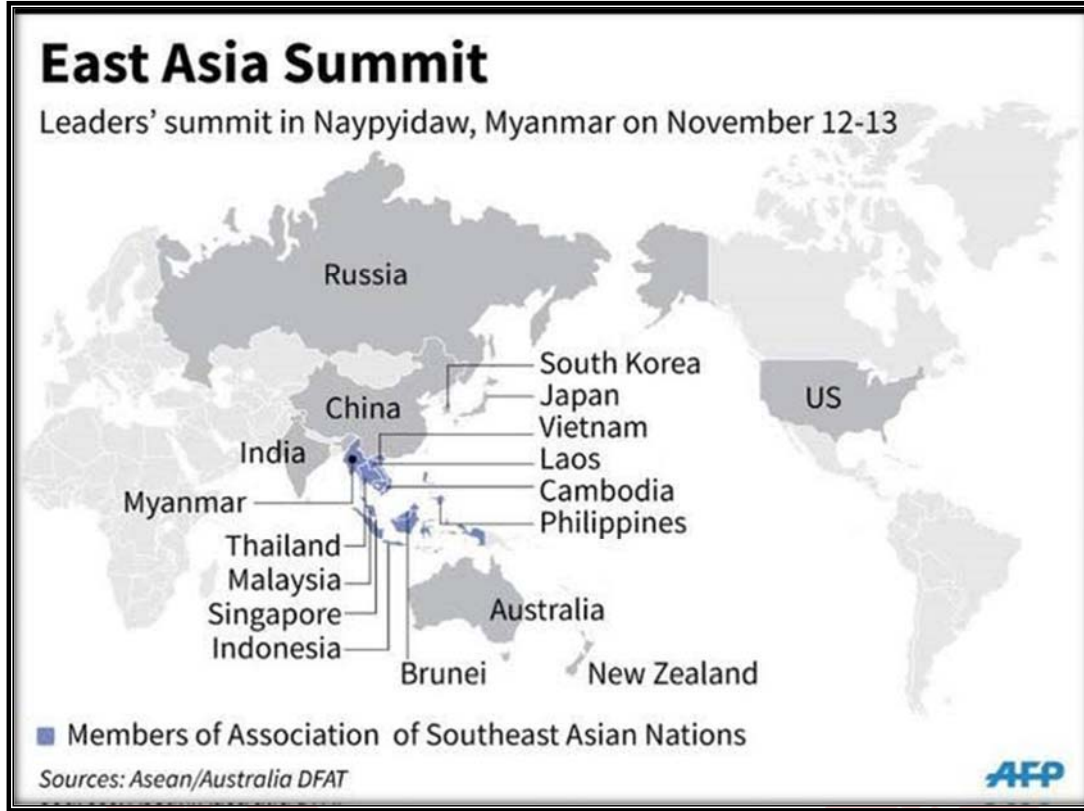 East Asia Summit
Leaders' summit in Naypyidaw, Myanmar on November 12-13
Russia
China
India
Myanmar
Thailand
Malaysia
Singapore
Indonesia
Brunei
South Korea
Japan
Vietnam
Laos
Cambodia
Philippines
US
Australia
New Zealand
Members of Association of Southeast Asian Nations
Sources: Asean/Australia DFAT
AFP